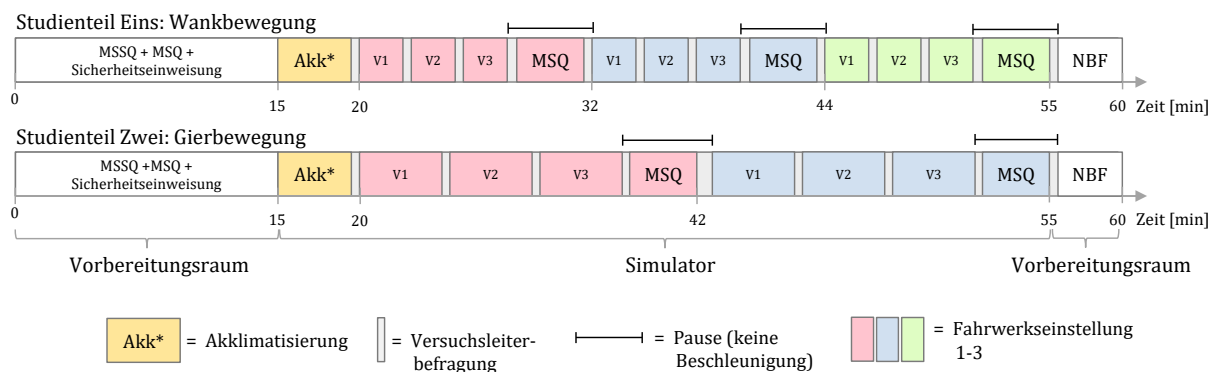 Studienteil Eins: Wankbewegung
MSSQ + MSQ +
Sicherheitseinweisung
Akk*
V1
V2
V3
MSQ
V1
V2
V3
MSQ
V1
V2
V3
MSQ
NBF
0
15
20
32
44
55
60
Zeit [min]
Studienteil Zwei: Gierbewegung
MSSQ +MSQ +
Sicherheitseinweisung
Akk*
V1
V2
V3
MSQ
V1
V2
V3
MSQ
NBF
0
15
20
42
55
60
Zeit [min]
Vorbereitungsraum
Simulator
Vorbereitungsraum
Akk*
= Akklimatisierung
= Versuchsleiter-
befragung
= Pause (keine
Beschleunigung)
= Fahrwerkseinstellung
1-3